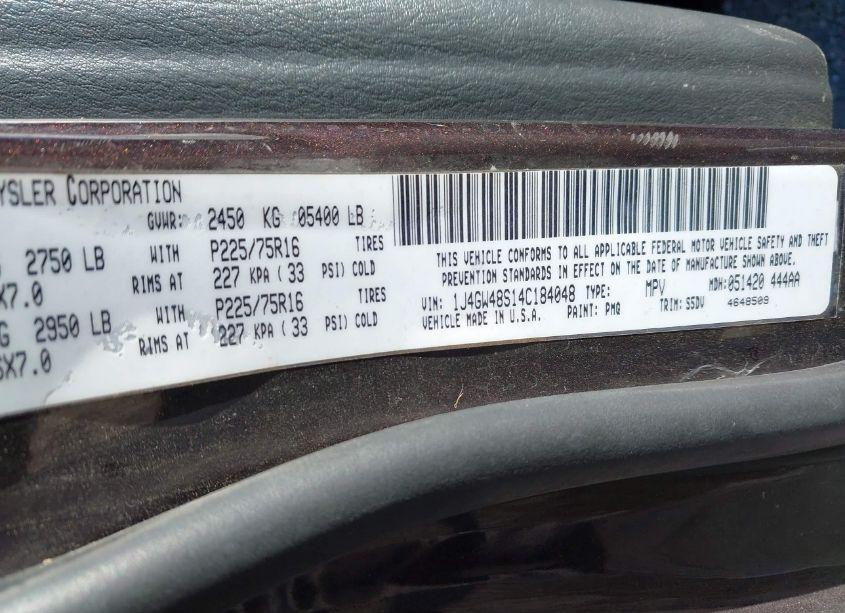 YSLER CORPORATION
GVWR: 2450 KG 05400 LB
2750 LB WITH P225/75R16 TIRES
X7.0 RIMS AT 227 KPA ( 33 PSI) COLD
G 2950 LB WITH P225/75R16 TIRES
X7.0 RIMS AT 227 KPA ( 33 PSI) COLD
THIS VEHICLE CONFORMS TO ALL APPLICABLE FEDERAL MOTOR VEHICLE SAFETY AND THEFT
PREVENTION STANDARDS IN EFFECT ON THE DATE OF MANUFACTURE SHOWN ABOVE.
VIN: 1J4GW48S14C184048 TYPE: MPV MDH: 051420 444AA
VEHICLE MADE IN U.S.A. PAINT: PMQ TRIM: S5DV 4648509